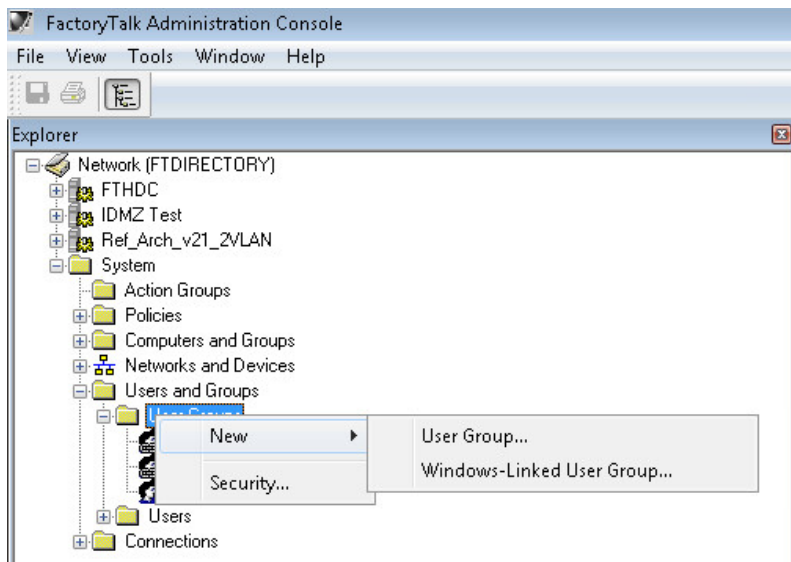 FactoryTalk Administration Console
File View Tools Window Help
Explorer
Network (FTDIRECTORY)
FTHDC
IDMZ Test
Ref_Arch_v21_2VLAN
System
Action Groups
Policies
Computers and Groups
Networks and Devices
Users and Groups
User Groups
New
User Group...
Windows-Linked User Group...
Security...
Users
Connections